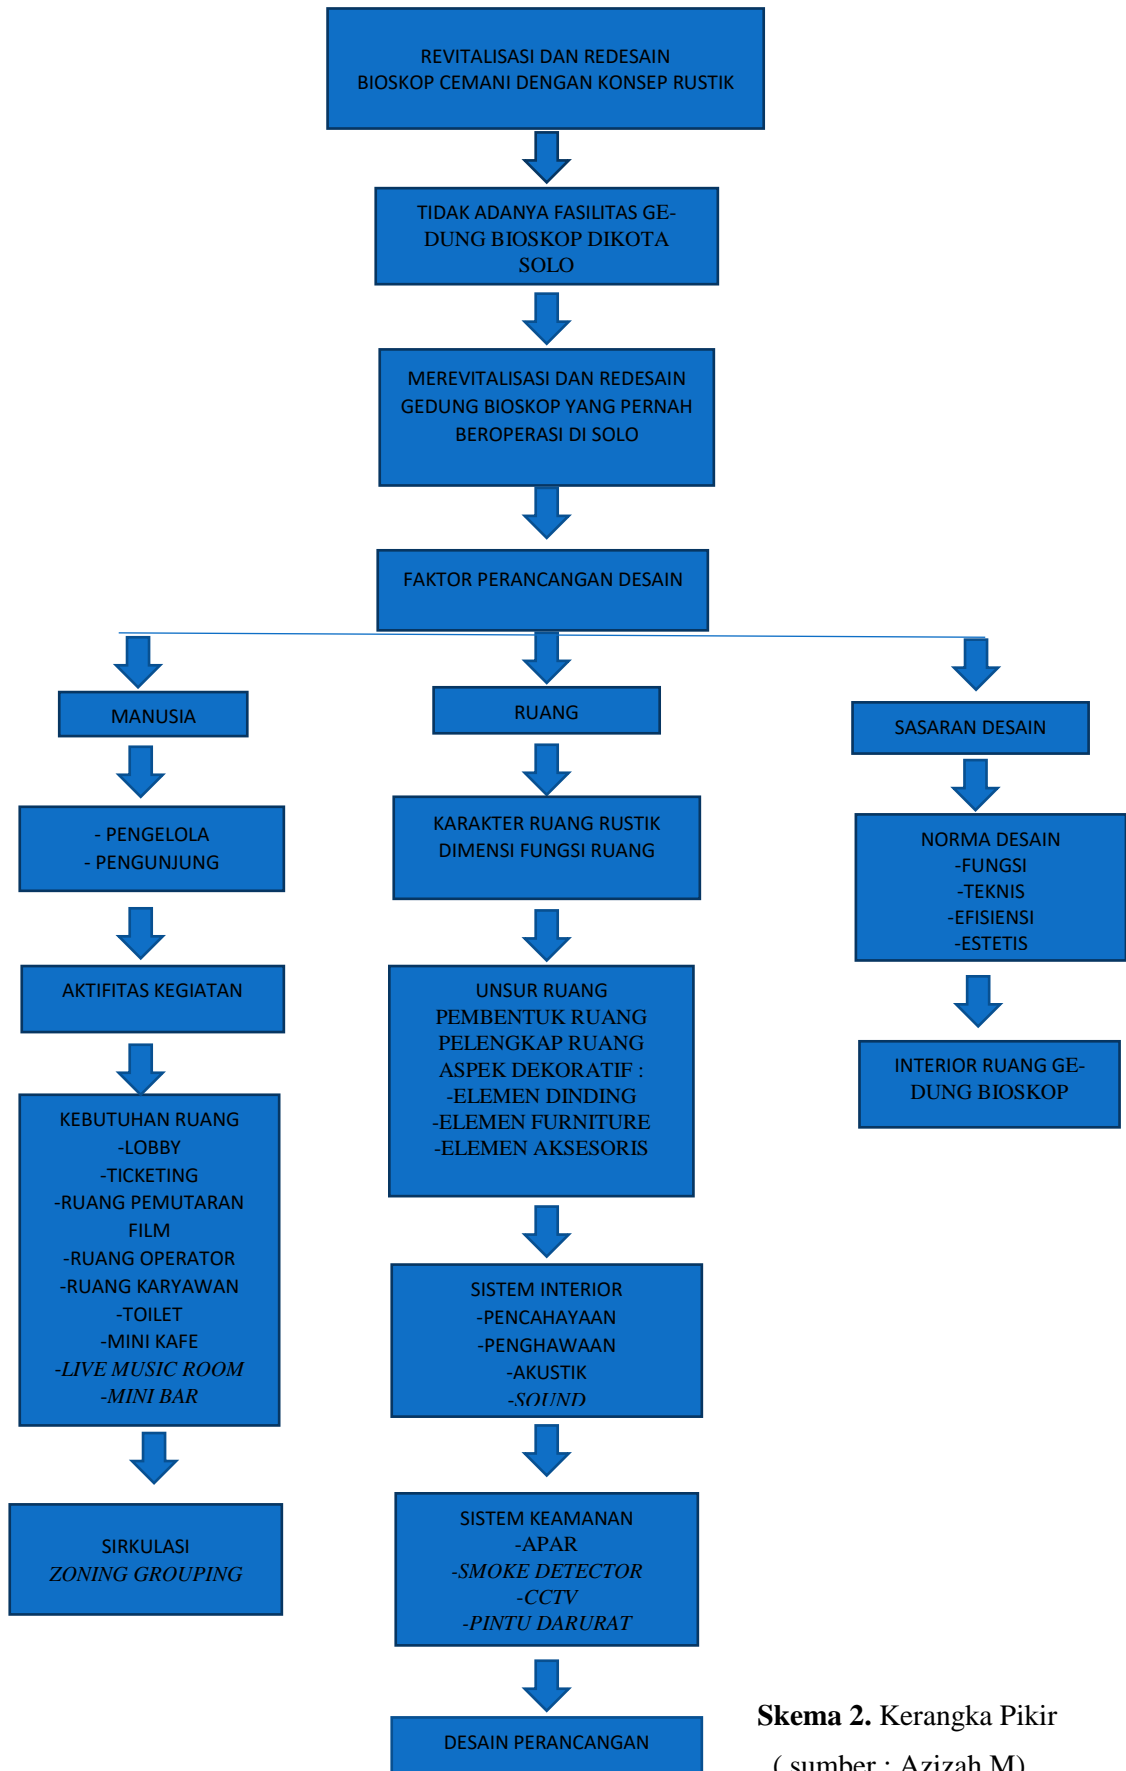 REVITALISASI DAN REDESAIN
BIOSKOP CEMANI DENGAN KONSEP RUSTIK
TIDAK ADANYA FASILITAS GE-
DUNG BIOSKOP DIKOTA
SOLO
MEREVITALISASI DAN REDESAIN
GEDUNG BIOSKOP YANG PERNAH
BEROPERASI DI SOLO
FAKTOR PERANCANGAN DESAIN
MANUSIA
- PENGELOLA
- PENGUNJUNG
AKTIFITAS KEGIATAN
KEBUTUHAN RUANG
-LOBBY
-TICKETING
-RUANG PEMUTARAN
FILM
-RUANG OPERATOR
-RUANG KARYAWAN
-TOILET
-MINI KAFE
-LIVE MUSIC ROOM
-MINI BAR
SIRKULASI
ZONING GROUPING
RUANG
KARAKTER RUANG RUSTIK
DIMENSI FUNGSI RUANG
UNSUR RUANG
PEMBENTUK RUANG
PELENGKAP RUANG
ASPEK DEKORATIF :
-ELEMEN DINDING
-ELEMEN FURNITURE
-ELEMEN AKSESORIS
SISTEM INTERIOR
-PENCAHAYAAN
-PENGHAWAAN
-AKUSTIK
-SOUND
SISTEM KEAMANAN
-APAR
-SMOKE DETECTOR
-CCTV
-PINTU DARURAT
DESAIN PERANCANGAN
SASARAN DESAIN
NORMA DESAIN
-FUNGSI
-TEKNIS
-EFISIENSI
-ESTETIS
INTERIOR RUANG GE-
DUNG BIOSKOP
Skema 2. Kerangka Pikir
( sumber : Azizah M)